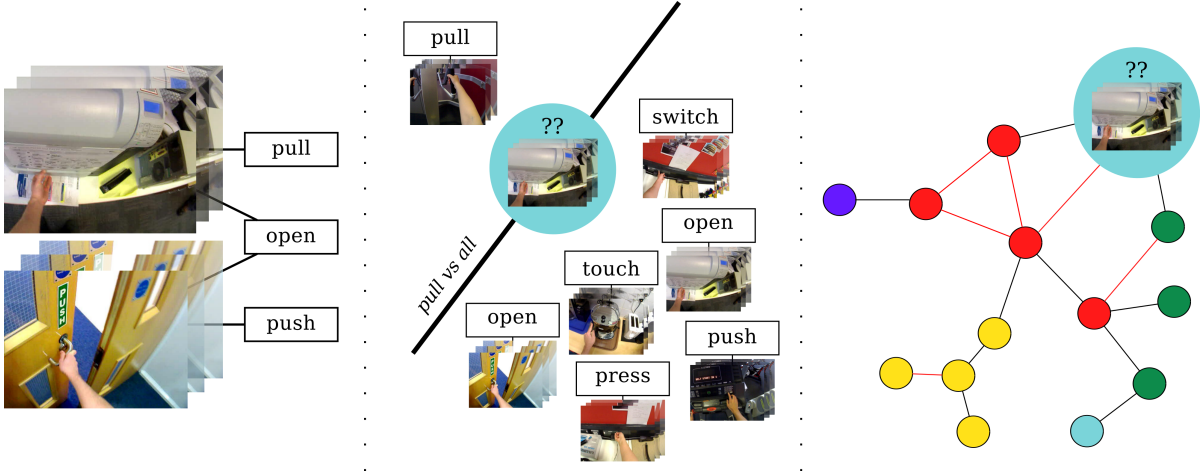 pull
open
push
PUSH
pull
??
switch
open
touch
open
push
press
pull vs all
??